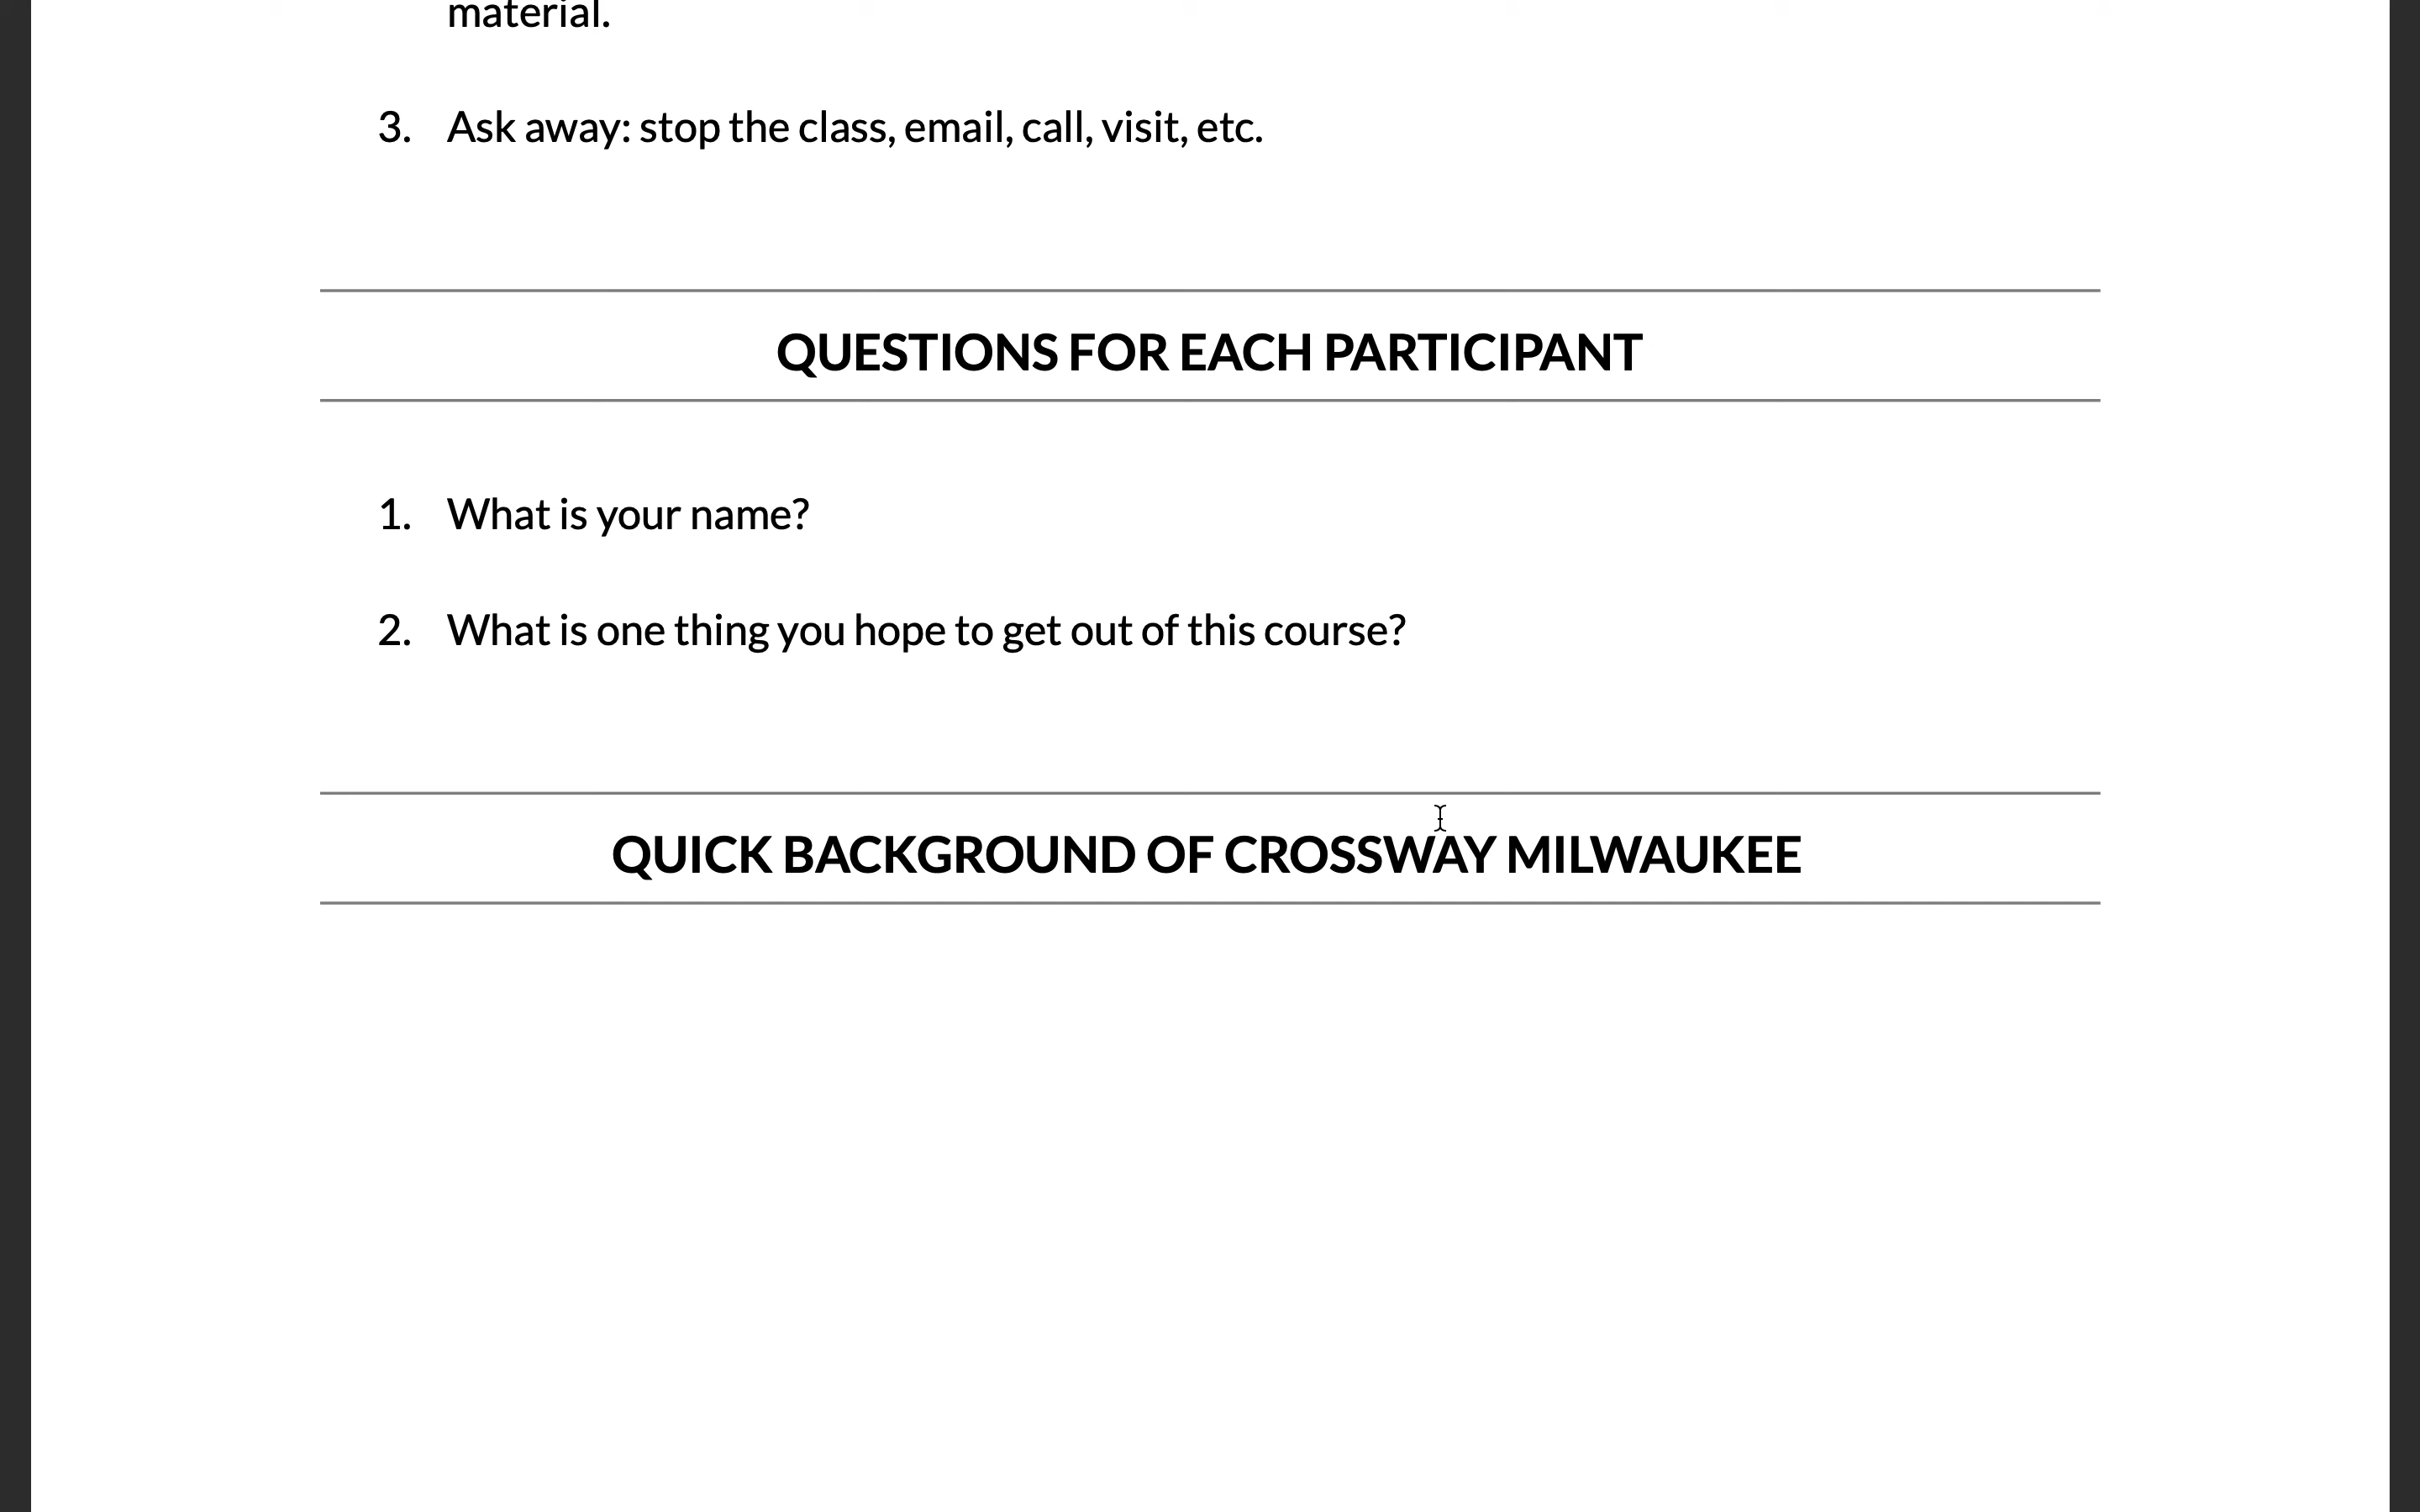 material.
3. Ask away: stop the class, email, call, visit, etc.
QUESTIONS FOR EACH PARTICIPANT
1. What is your name?
2. What is one thing you hope to get out of this course?
QUICK BACKGROUND OF CROSSWAY MILWAUKEE